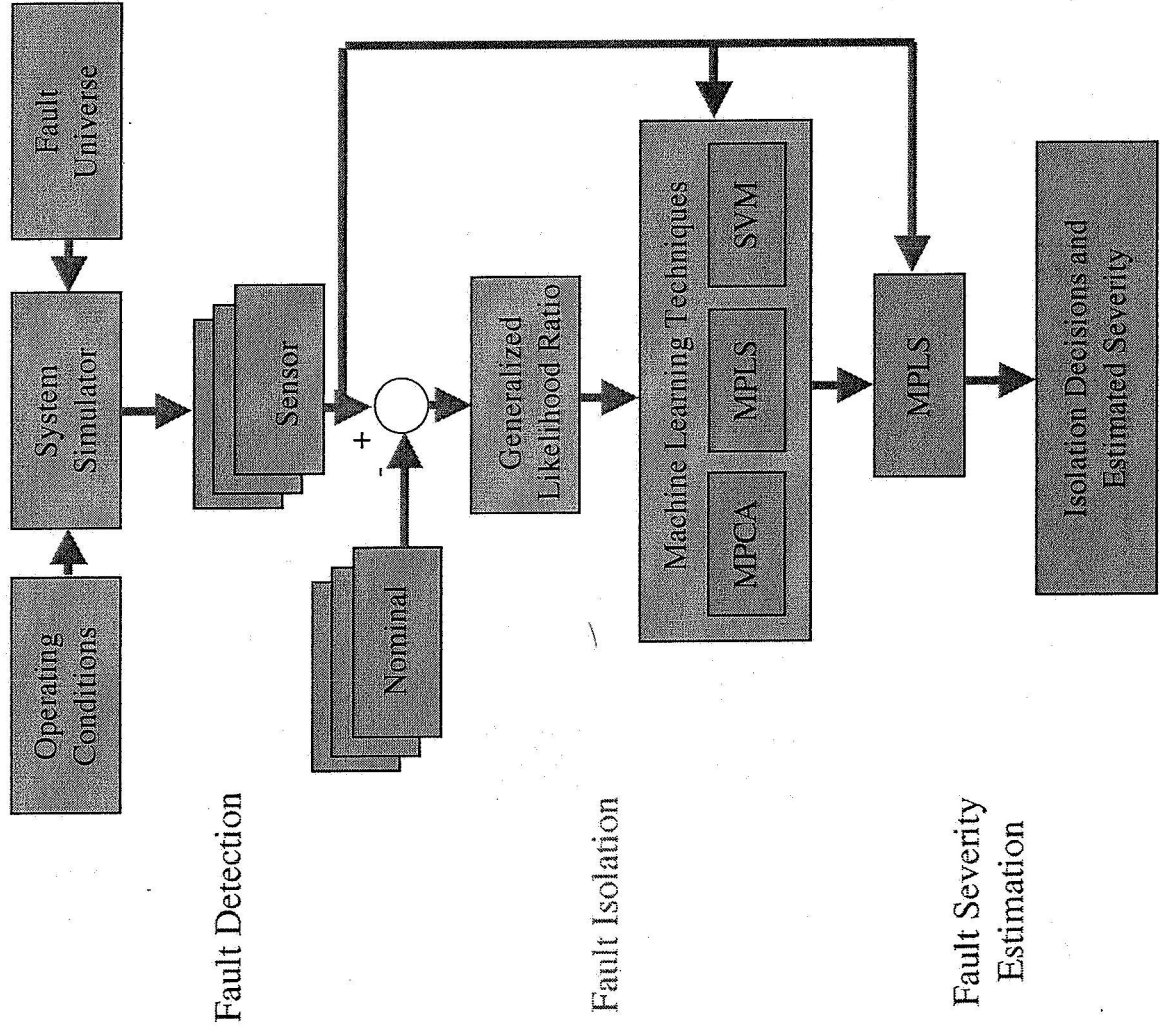 Operating
Conditions
System
Simulator
Fault
Universe
Fault Detection
Sensor
+
-
Nominal
Generalized
Likelihood Ratio
Fault Isolation
Machine Learning Techniques
MPCA
MPLS
SVM
Fault Severity
Estimation
MPLS
Isolation Decisions and
Estimated Severity